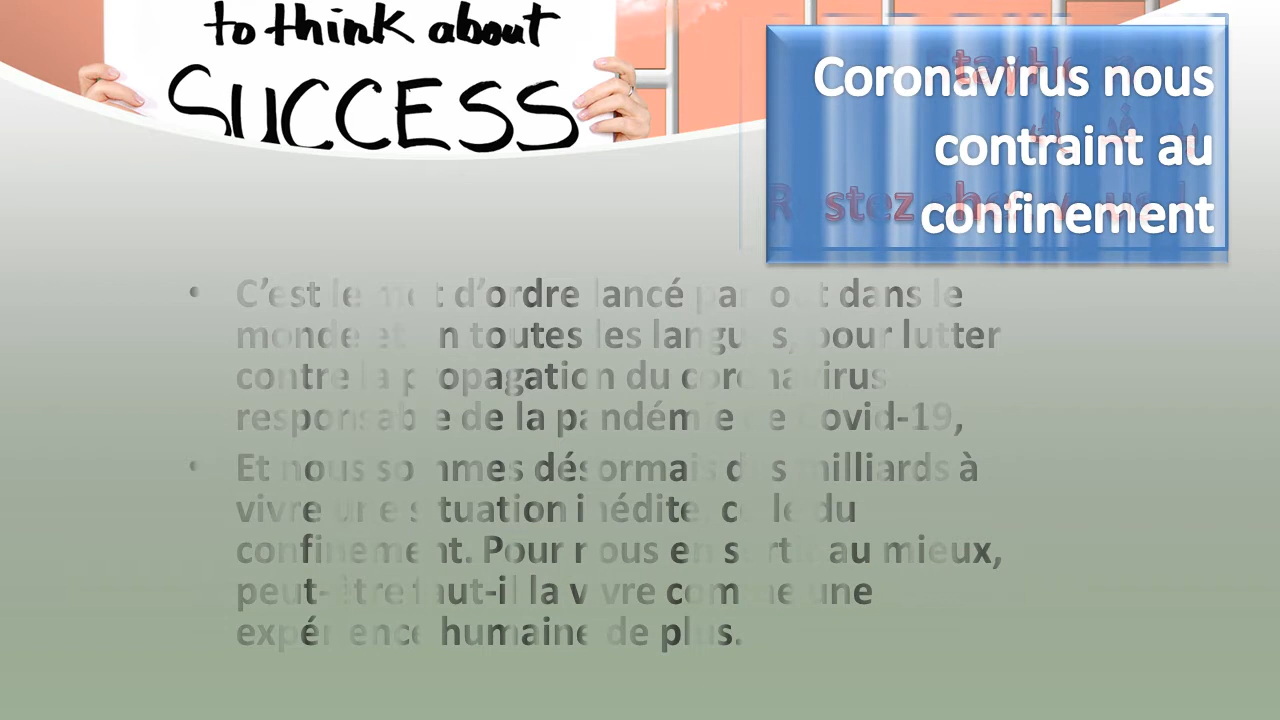 to think about
SUCCESS
Coronavirus nous
contraint au
confinement
Restez chez vous !
• C'est le mot d'ordre lancé partout dans le
monde et en toutes les langues, pour lutter
contre la propagation du coronavirus
responsable de la pandémie de Covid-19,
• Et nous sommes désormais des milliards à
vivre une situation inédite, celle du
confinement. Pour nous en sortir au mieux,
peut-être faut-il la vivre comme une
expérience humaine de plus.